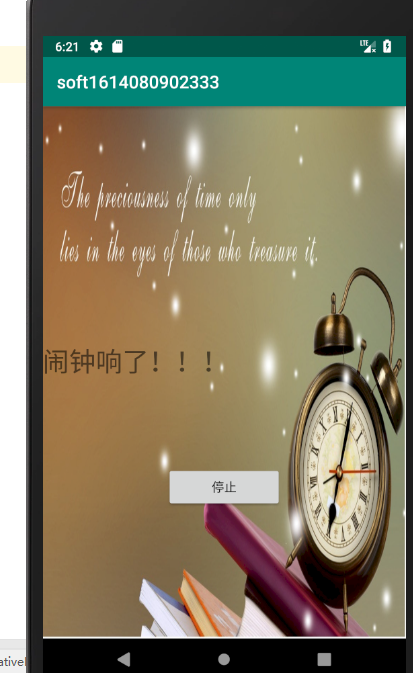 6:21
LTE
soft1614080902333
The preciousness of time only
lies in the eyes of those who treasure it.
闹钟响了！！！
停止